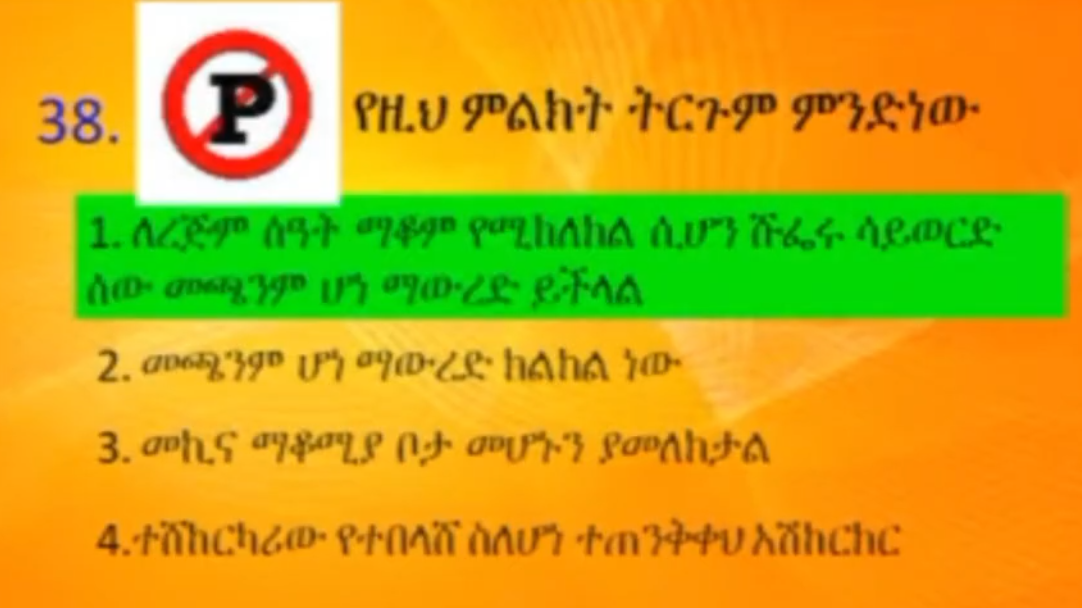 38. P የዚህ ምልክት ትርጉም ምንድነው
1. ለረጅም ሰዓት ማቆም የሚከለክል ሲሆን ሹፌሩ ሳይወርድ
ሰው መጫንም ሆነ ማውረድ ይችላል
2. መጫንም ሆነ ማውረድ ክልክል ነው
3. መኪና ማቆሚያ ቦታ መሆኑን ያመለክታል
4.ተሽከርካሪው የተበላሸ ስለሆነ ተጠንቅቀህ አሽከርክር